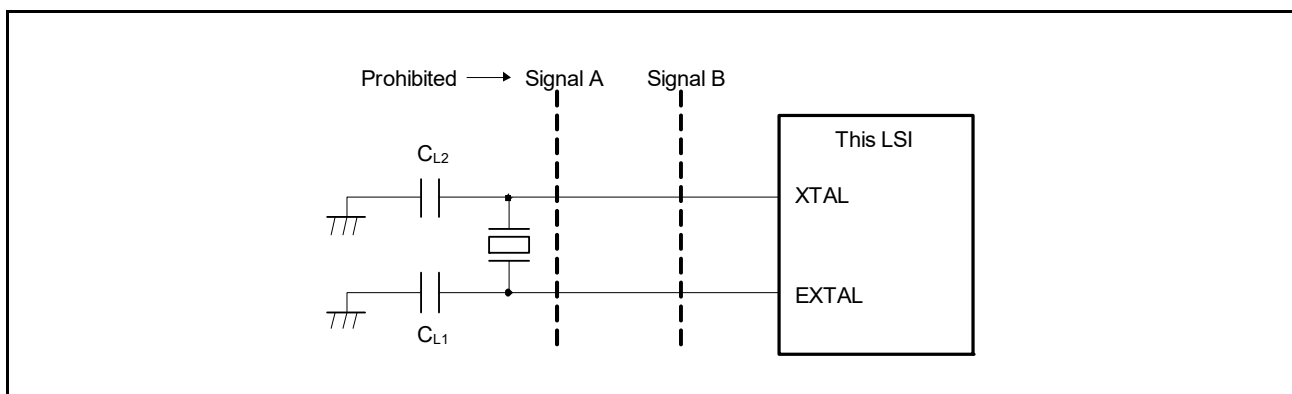 Prohibited Signal A Signal B
This LSI
CL2
XTAL
EXTAL
CL1